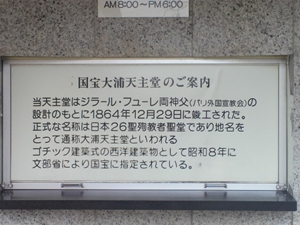 AM8:00〜PM6:00
国宝大浦天主堂のご案内
当天主堂はジラール・フューレ両神父(パリ外国宣教会)の
設計のもとに1864年12月29日に竣工された。
正式な名称は日本26聖殉教者聖堂であり地名を
とって通称大浦天主堂といわれる
ゴチック建築式の西洋建築物として昭和8年に
文部省により国宝に指定されている。